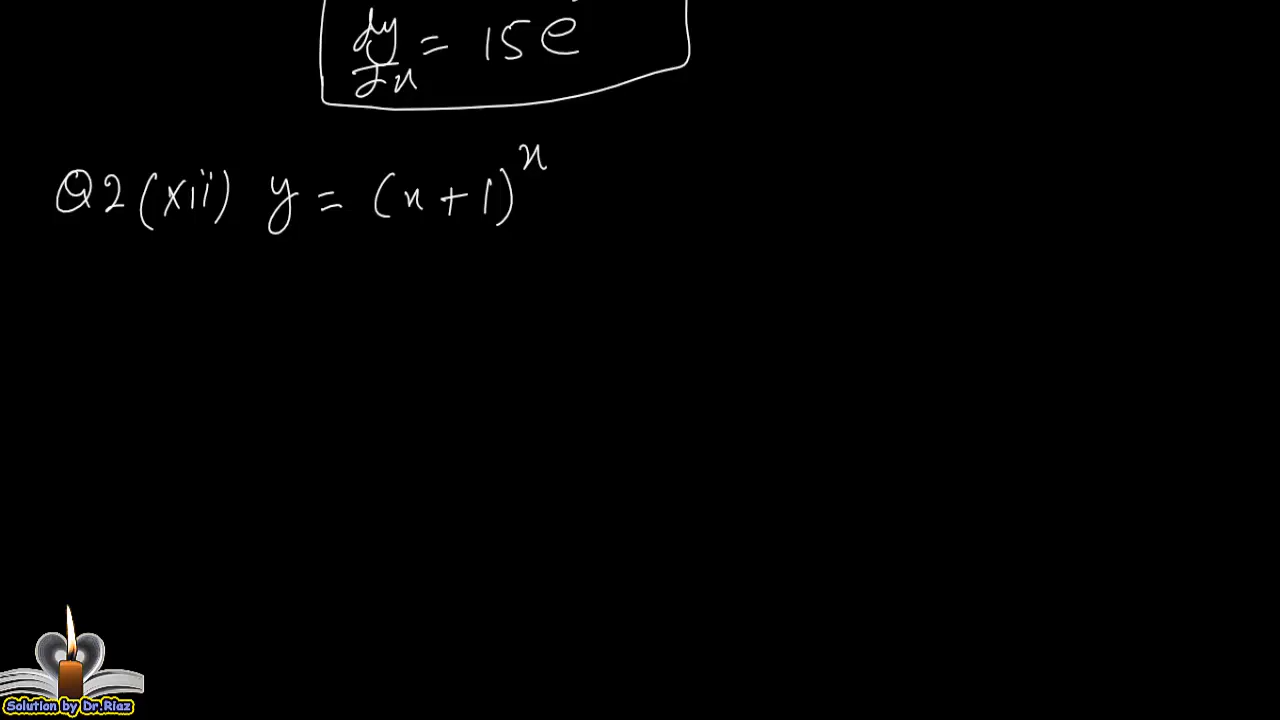 dy/dx = 15e
Q2(xii) y = (x+1)^x
Solution by Dr.Riaz